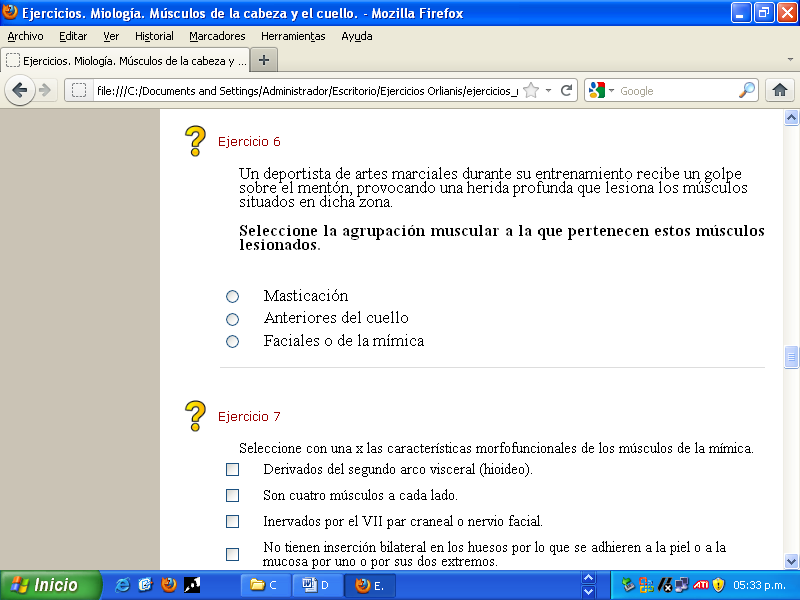 Ejercicios. Miología. Músculos de la cabeza y el cuello. - Mozilla Firefox
Archivo Editar Ver Historial Marcadores Herramientas Ayuda
Ejercicios. Miología. Músculos de la cabeza y ...
file:///C:/Documents and Settings/Administrador/Escritorio/Ejercicios Orlianis/ejercicios_
Google
Ejercicio 6
Un deportista de artes marciales durante su entrenamiento recibe un golpe
sobre el mentón, provocando una herida profunda que lesiona los músculos
situados en dicha zona.
Seleccione la agrupación muscular a la que pertenecen estos músculos
lesionados.
Masticación
Anteriores del cuello
Faciales o de la mímica
Ejercicio 7
Seleccione con una x las características morfofuncionales de los músculos de la mímica.
Derivados del segundo arco visceral (hioideo).
Son cuatro músculos a cada lado.
Inervados por el VII par craneal o nervio facial.
No tienen inserción bilateral en los huesos por lo que se adhieren a la piel o a la
mucosa por uno o por sus dos extremos.
Inicio C D E. ATI 05:33 p.m.